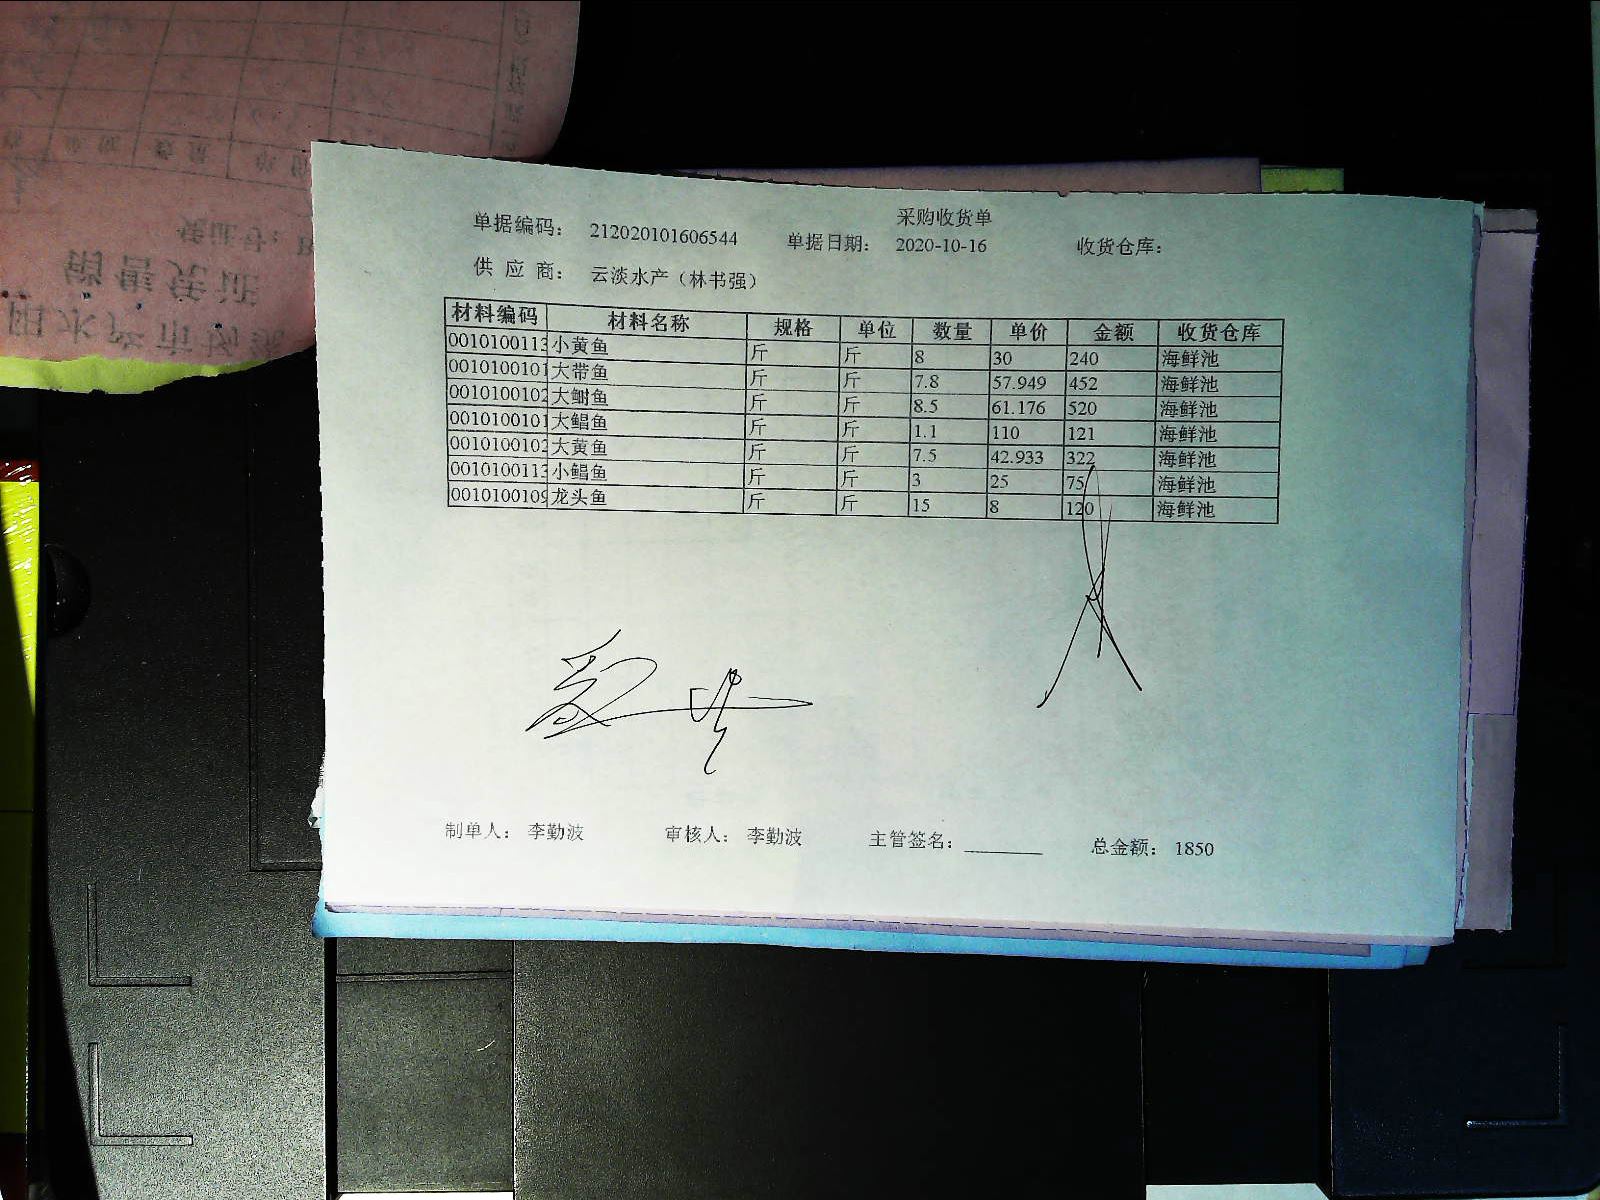 采购收货单
单据编码： 212020101606544 单据日期： 2020-10-16 收货仓库：
供 应 商： 云淡水产（林书强）
材料编码 材料名称 规格 单位 数量 单价 金额 收货仓库
0010100113 小黄鱼 斤 斤 8 30 240 海鲜池
0010100101 大带鱼 斤 斤 7.8 57.949 452 海鲜池
0010100102 大鲥鱼 斤 斤 8.5 61.176 520 海鲜池
0010100101 大鲳鱼 斤 斤 1.1 110 121 海鲜池
0010100102 大黄鱼 斤 斤 7.5 42.933 322 海鲜池
0010100113 小鲳鱼 斤 斤 3 25 75 海鲜池
0010100109 龙头鱼 斤 斤 15 8 120 海鲜池
制单人： 李勤波 审核人： 李勤波 主管签名： 总金额： 1850
销售凭证